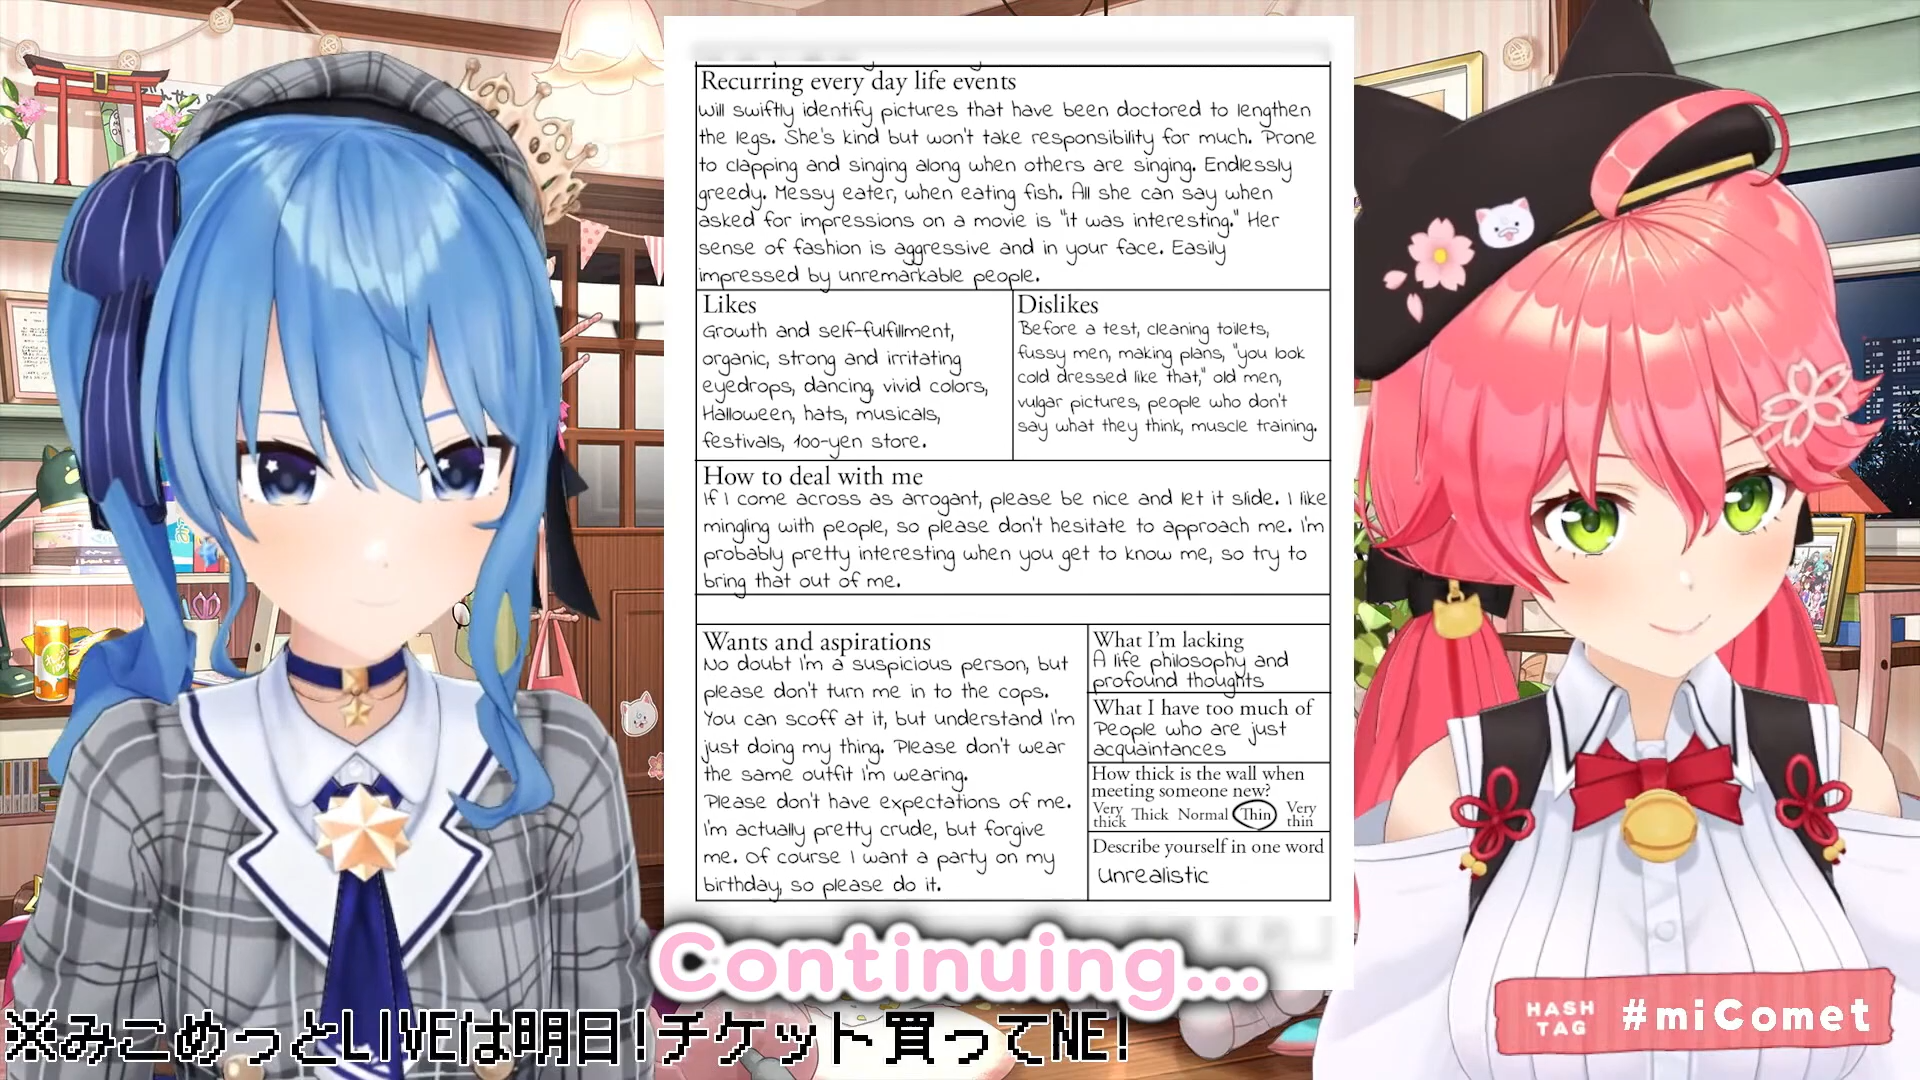 Recurring every day life events
Will swiftly identify pictures that have been doctored to lengthen
the legs. She's kind but won't take responsibility for much. Prone
to clapping and singing along when others are singing. Endlessly
greedy. Messy eater, when eating fish. All she can say when
asked for impressions on a movie is "it was interesting." Her
sense of fashion is aggressive and in your face. Easily
impressed by unremarkable people.
Likes
Growth and self-fulfillment,
organic, strong and irritating
eyedrops, dancing, vivid colors,
Halloween, hats, musicals,
festivals, 100-yen store.
Dislikes
Before a test, cleaning toilets,
fussy men, making plans, "you look
cold dressed like that," old men,
vulgar pictures, people who don't
say what they think, muscle training.
How to deal with me
If I come across as arrogant, please be nice and let it slide. I like
mingling with people, so please don't hesitate to approach me. I'm
probably pretty interesting when you get to know me, so try to
bring that out of me.
Wants and aspirations
No doubt I'm a suspicious person, but
please don't turn me in to the cops.
You can scoff at it, but understand I'm
just doing my thing. Please don't wear
the same outfit I'm wearing.
Please don't have expectations of me.
I'm actually pretty crude, but forgive
me. Of course I want a party on my
birthday, so please do it.
What I'm lacking
A life philosophy and
profound thoughts
What I have too much of
People who are just
acquaintances
How thick is the wall when
meeting someone new?
Very thick Thick Normal Thin Very thin
Describe yourself in one word
Unrealistic
Continuing...
※みこめっとLIVEは明日!チケット買ってNE!
HASH TAG #miComet